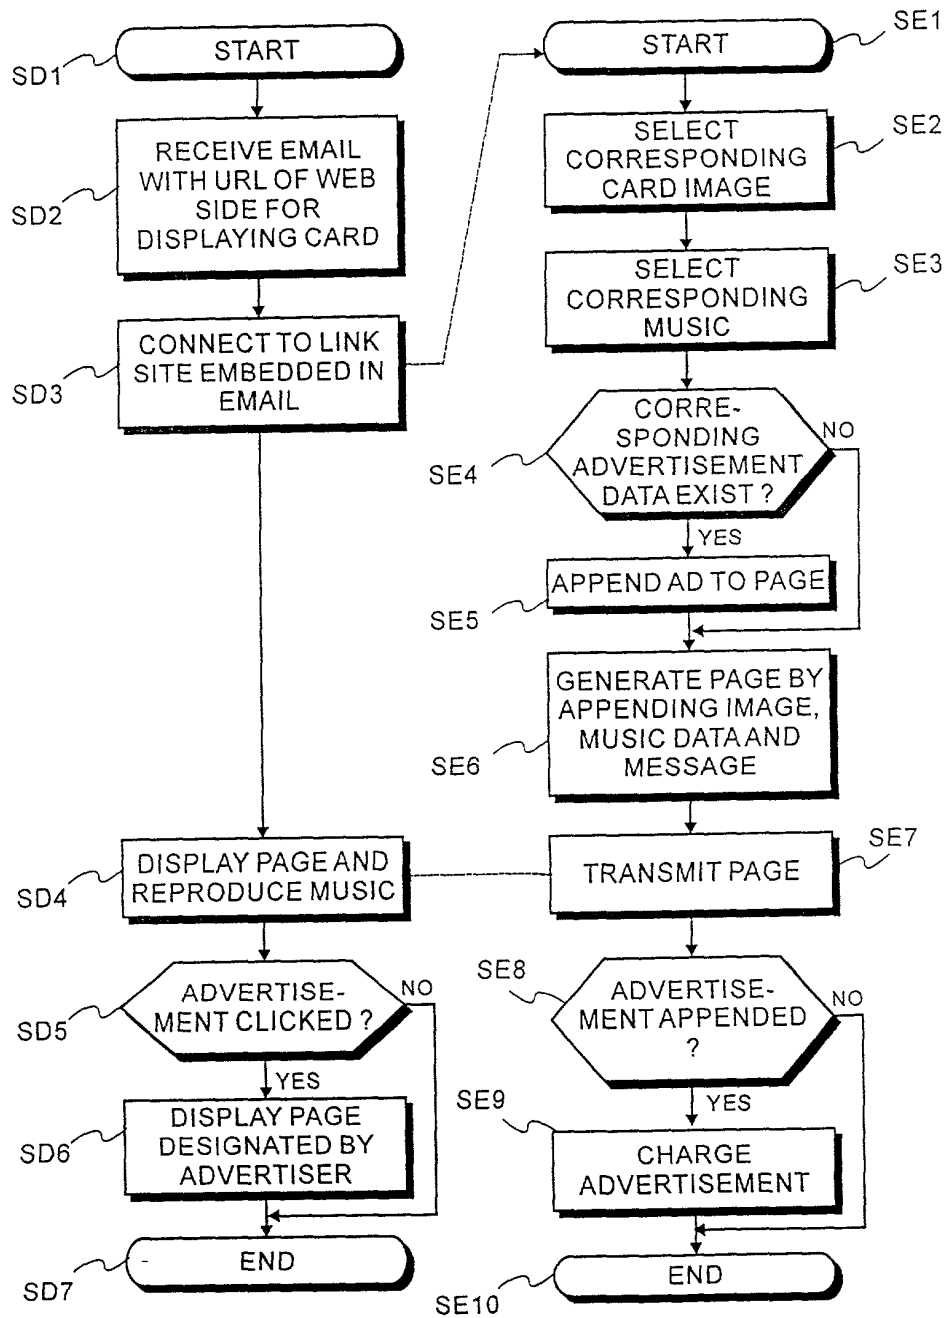 START
SD1
RECEIVE EMAIL
WITH URL OF WEB
SIDE FOR
DISPLAYING CARD
SD2
CONNECT TO LINK
SITE EMBEDDED IN
EMAIL
SD3
DISPLAY PAGE AND
REPRODUCE MUSIC
SD4
ADVERTISE-
MENT CLICKED ?
NO
SD5
YES
DISPLAY PAGE
DESIGNATED BY
ADVERTISER
SD6
END
SD7
START
SE1
SELECT
CORRESPONDING
CARD IMAGE
SE2
SELECT
CORRESPONDING
MUSIC
SE3
CORRE-
SPONDING
ADVERTISEMENT
DATA EXIST ?
NO
SE4
YES
APPEND AD TO PAGE
SE5
GENERATE PAGE BY
APPENDING IMAGE,
MUSIC DATA AND
MESSAGE
SE6
TRANSMIT PAGE
SE7
SE8
ADVERTISE-
MENT APPENDED
?
NO
YES
SE9
CHARGE
ADVERTISEMENT
END
SE10